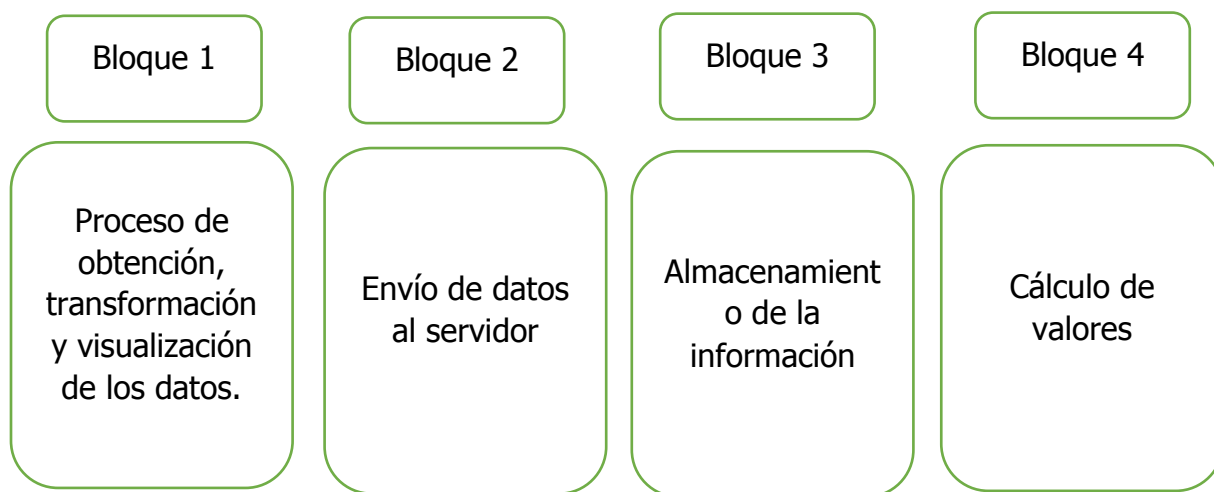 Bloque 1
Bloque 2
Bloque 3
Bloque 4
Proceso de
obtención,
transformación
y visualización
de los datos.
Envío de datos
al servidor
Almacenamient
o de la
información
Cálculo de
valores